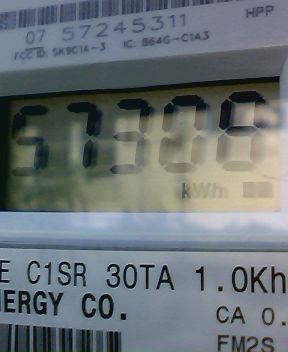 HPP
07 57245311
FCC ID: SK9C1A-3 IC: 864G-C1A3
57308
kWh
E C1SR 30TA 1.0Kh
NERGY CO.
CA 0.
FM2S